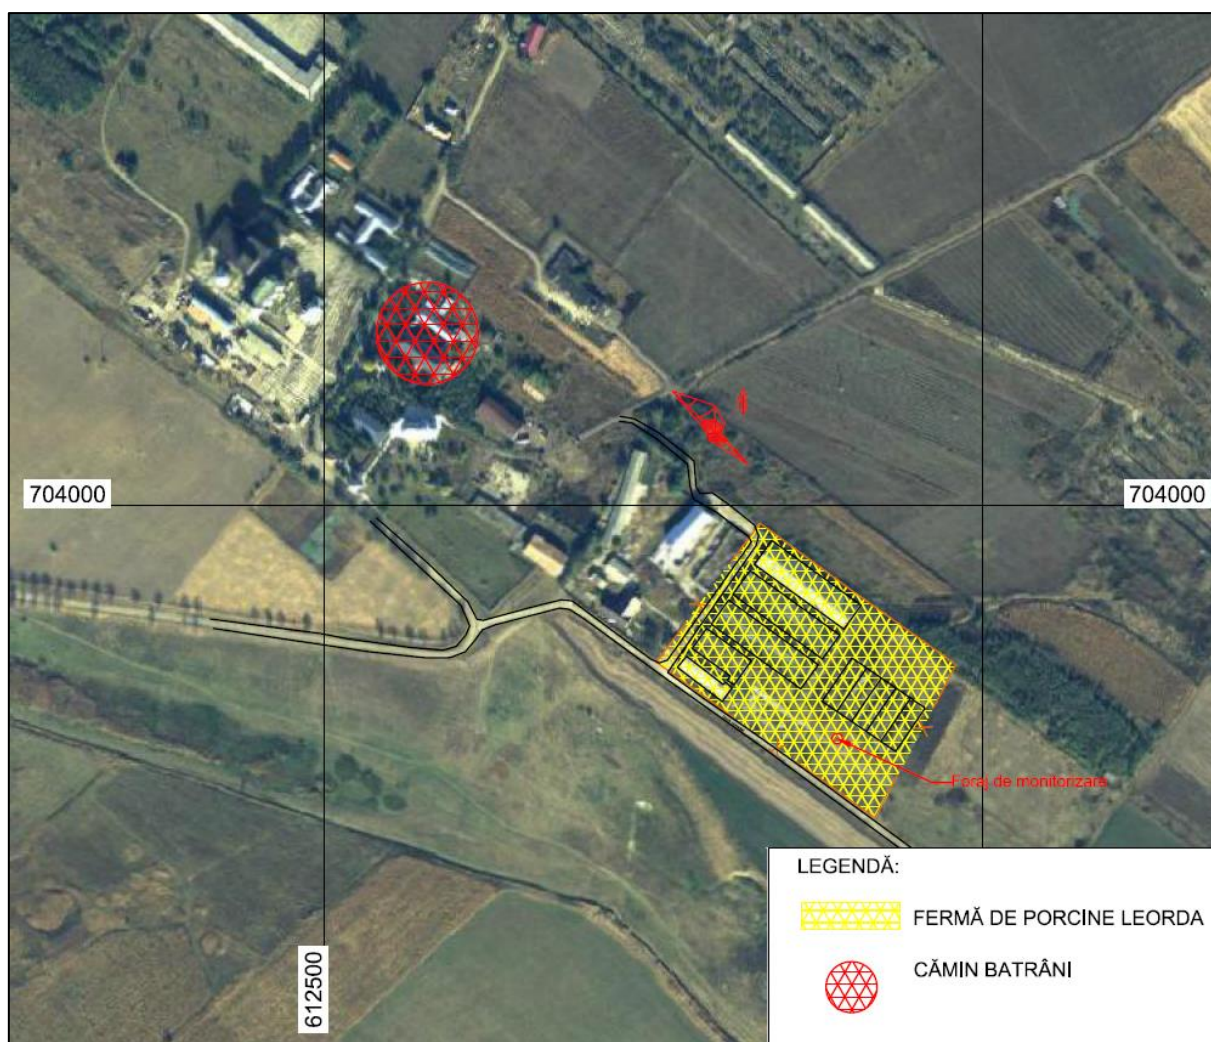 704000
704000
Foraj de monitorizare
612500
LEGENDĂ:
FERMĂ DE PORCINE LEORDA
CĂMIN BATRÂNI